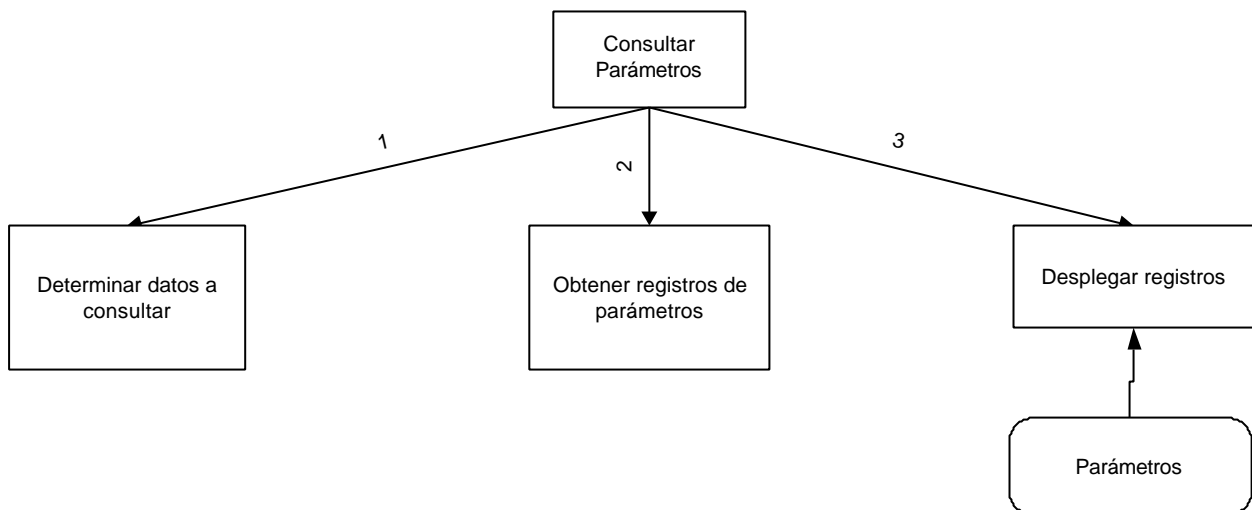 Consultar
Parámetros
1
2
3
Determinar datos a
consultar
Obtener registros de
parámetros
Desplegar registros
Parámetros